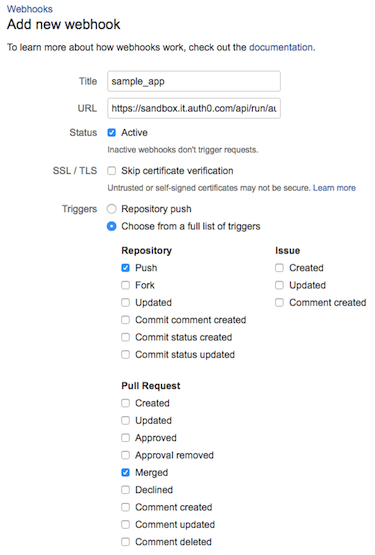 Webhooks
Add new webhook
To learn more about how webhooks work, check out the documentation.
Title sample_app
URL https://sandbox.it.auth0.com/api/run/au
Status Active
Inactive webhooks don't trigger requests.
SSL / TLS Skip certificate verification
Untrusted or self-signed certificates may not be secure. Learn more
Triggers Repository push
Choose from a full list of triggers
Repository
Push
Fork
Updated
Commit comment created
Commit status created
Commit status updated
Issue
Created
Updated
Comment created
Pull Request
Created
Updated
Approved
Approval removed
Merged
Declined
Comment created
Comment updated
Comment deleted